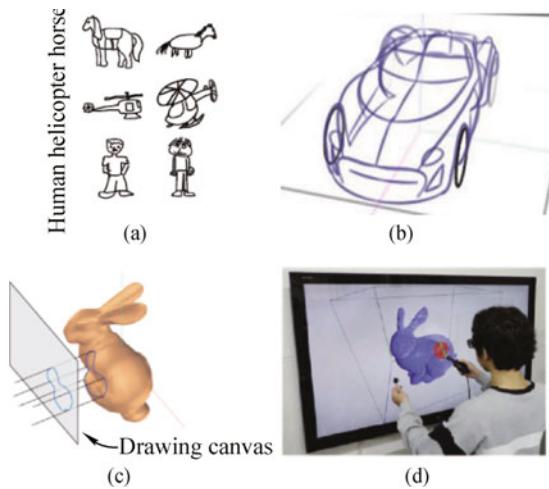 Human helicopter horse
(a)
(b)
Drawing canvas
(c)
(d)